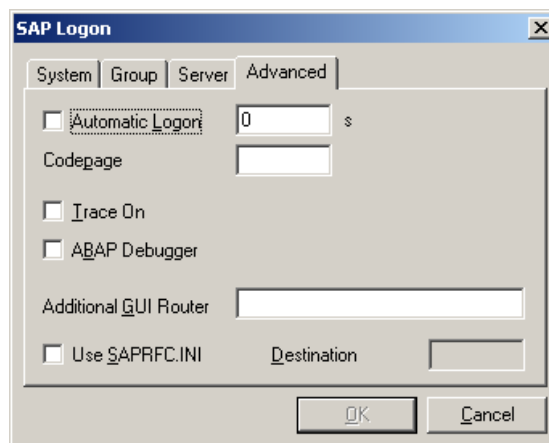 SAP Logon
System Group Server Advanced
Automatic Logon 0 s
Codepage
Trace On
ABAP Debugger
Additional GUI Router
Use SAPRFC.INI Destination
OK Cancel